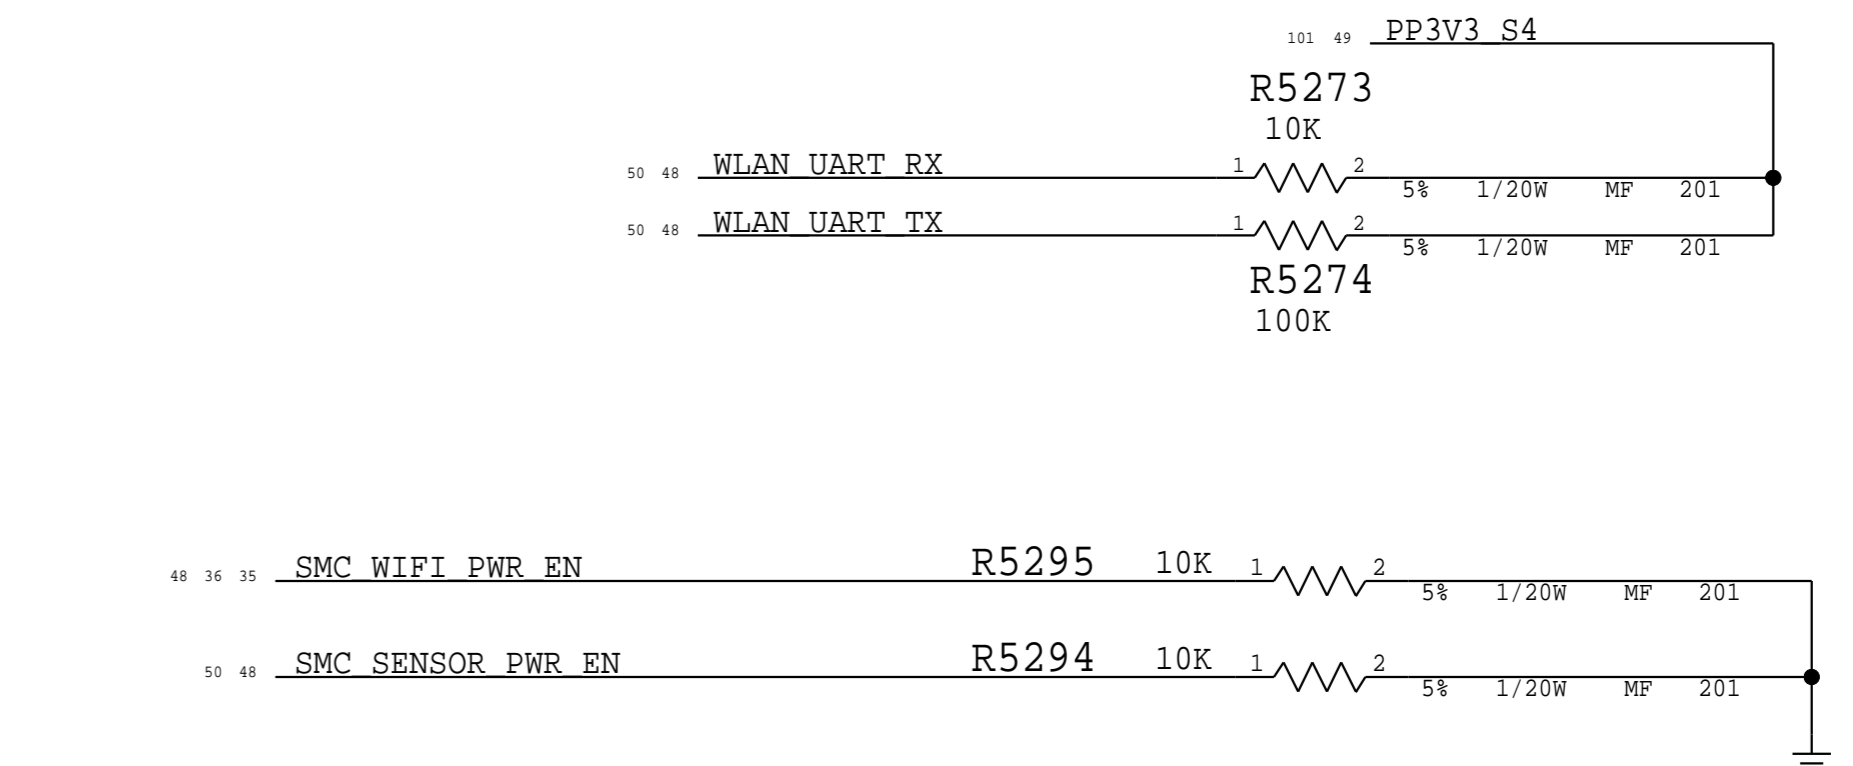 101 49 PP3V3_S4
R5273
10K
50 48 WLAN_UART_RX 1 2 5% 1/20W MF 201
50 48 WLAN_UART_TX 1 2 5% 1/20W MF 201
R5274
100K
48 36 35 SMC_WIFI_PWR_EN R5295 10K 1 2 5% 1/20W MF 201
50 48 SMC_SENSOR_PWR_EN R5294 10K 1 2 5% 1/20W MF 201